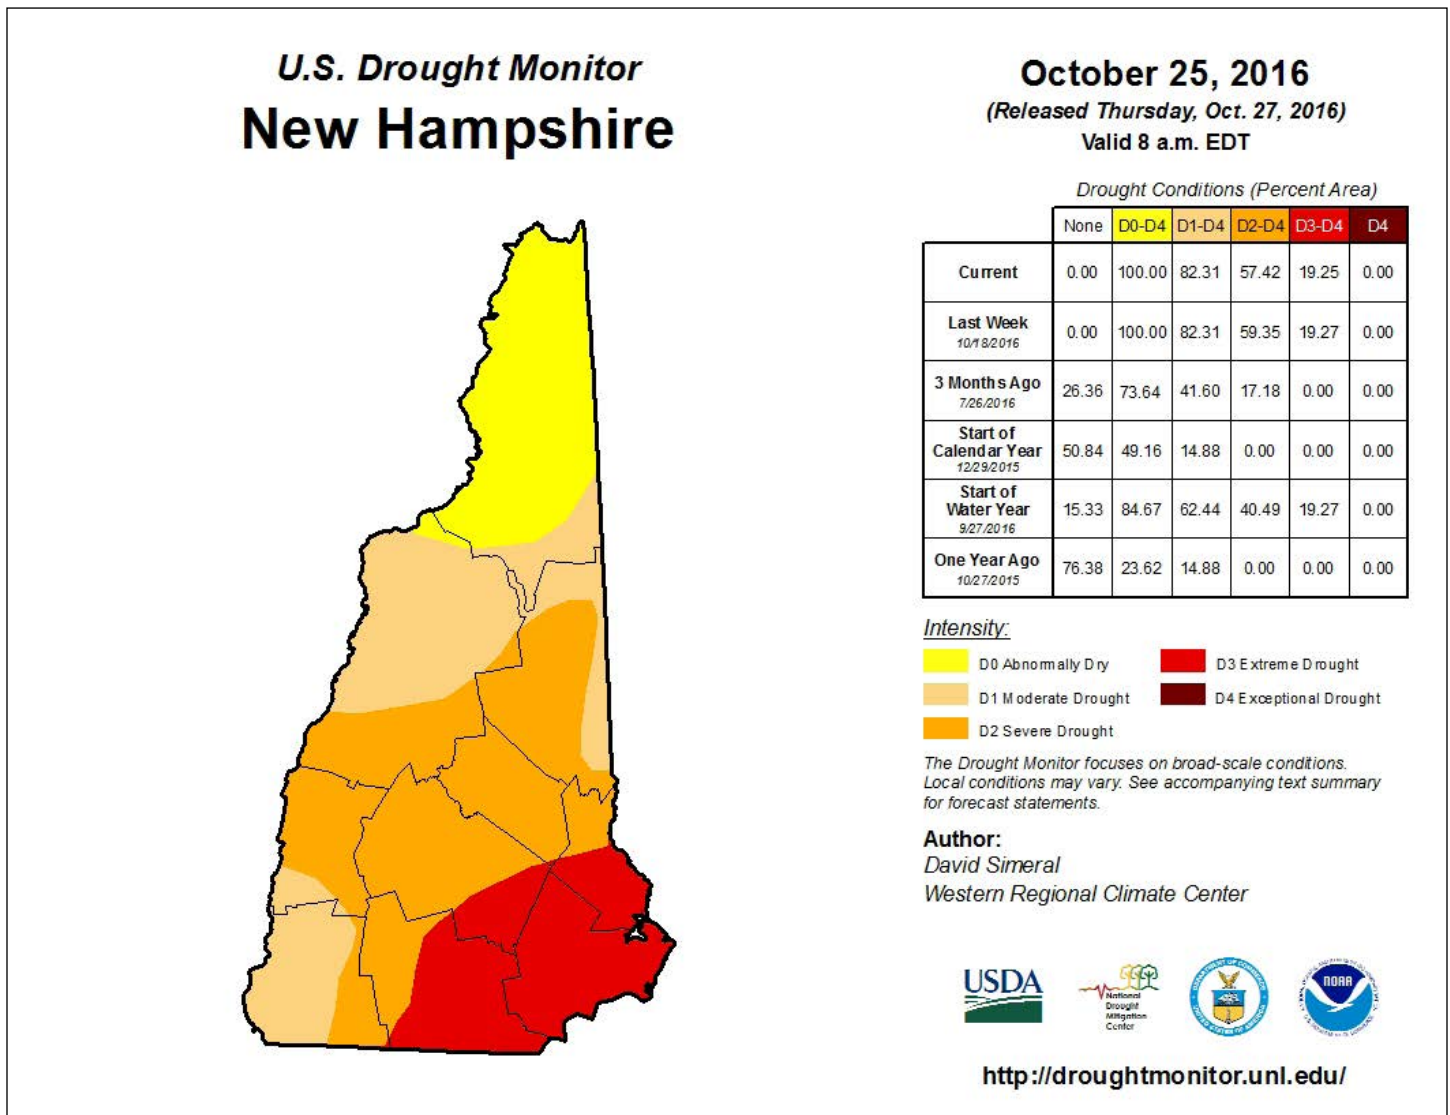 U.S. Drought Monitor
New Hampshire
October 25, 2016
(Released Thursday, Oct. 27, 2016)
Valid 8 a.m. EDT
Drought Conditions (Percent Area)
None D0-D4 D1-D4 D2-D4 D3-D4 D4
Current 0.00 100.00 82.31 57.42 19.25 0.00
Last Week
10/18/2016
0.00 100.00 82.31 59.35 19.27 0.00
3 Months Ago
7/26/2016
26.36 73.64 41.60 17.18 0.00 0.00
Start of
Calendar Year
12/29/2015
50.84 49.16 14.88 0.00 0.00 0.00
Start of
Water Year
9/27/2016
15.33 84.67 62.44 40.49 19.27 0.00
One Year Ago
10/27/2015
76.38 23.62 14.88 0.00 0.00 0.00
Intensity:
D0 Abnormally Dry
D1 Moderate Drought
D2 Severe Drought
D3 Extreme Drought
D4 Exceptional Drought
The Drought Monitor focuses on broad-scale conditions.
Local conditions may vary. See accompanying text summary
for forecast statements.
Author:
David Simeral
Western Regional Climate Center
USDA
National
Drought
Mitigation
Center
DEPARTMENT OF COMMERCE
UNITED STATES OF AMERICA
NOAA
http://droughtmonitor.unl.edu/